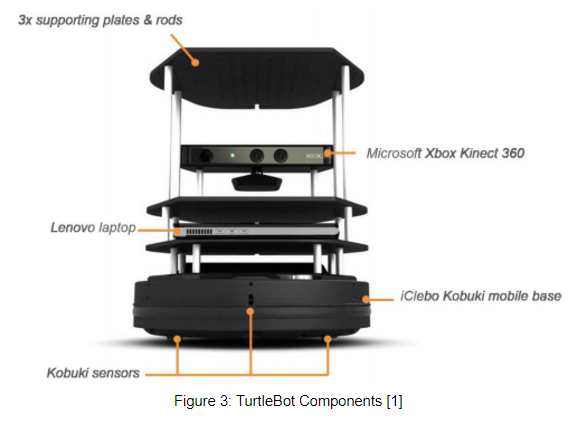 3x supporting plates & rods
XBOX
Microsoft Xbox Kinect 360
Lenovo laptop
iClebo Kobuki mobile base
Kobuki sensors
Figure 3: TurtleBot Components [1]